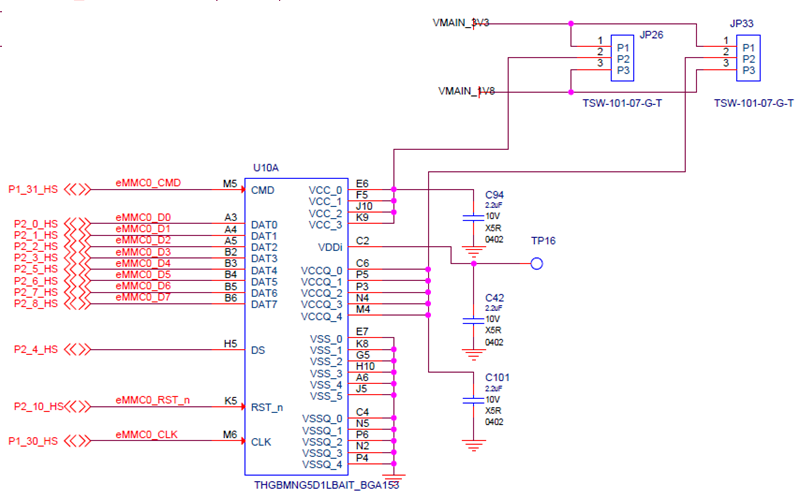 VMAIN_3V3
JP26
JP33
1 P1
2 P2
3 P3
1 P1
2 P2
3 P3
VMAIN_1V8
TSW-101-07-G-T
TSW-101-07-G-T
U10A
P1_31_HS eMMC0_CMD M5 CMD
P2_0_HS eMMC0_D0 A3 DAT0
P2_1_HS eMMC0_D1 A4 DAT1
P2_2_HS eMMC0_D2 A5 DAT2
P2_3_HS eMMC0_D3 B2 DAT3
P2_5_HS eMMC0_D4 B3 DAT4
P2_6_HS eMMC0_D5 B4 DAT5
P2_7_HS eMMC0_D6 B5 DAT6
P2_8_HS eMMC0_D7 B6 DAT7
P2_4_HS H5 DS
P2_10_HS eMMC0_RST_n K5 RST_n
P1_30_HS eMMC0_CLK M6 CLK
VCC_0 E6
VCC_1 F5
VCC_2 J10
VCC_3 K9
VDDi C2
VCCQ_0 C6
VCCQ_1 P5
VCCQ_2 P3
VCCQ_3 N4
VCCQ_4 M4
VSS_0 E7
VSS_1 K8
VSS_2 G5
VSS_3 H10
VSS_4 A6
VSS_5 J5
VSSQ_0 C4
VSSQ_1 N5
VSSQ_2 P6
VSSQ_3 N2
VSSQ_4 P4
THGBMNG5D1LBAIT_BGA153
C94
2.2uF
10V
X5R
0402
TP16
C42
2.2uF
10V
X5R
0402
C101
2.2uF
10V
X5R
0402